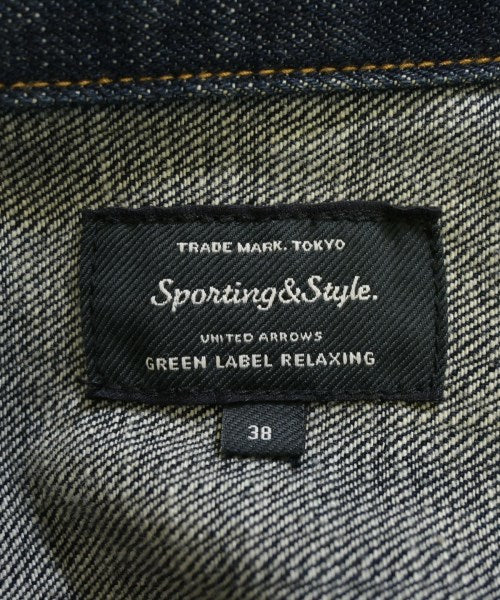 TRADE MARK. TOKYO
Sporting&Style.
UNITED ARROWS
GREEN LABEL RELAXING
38